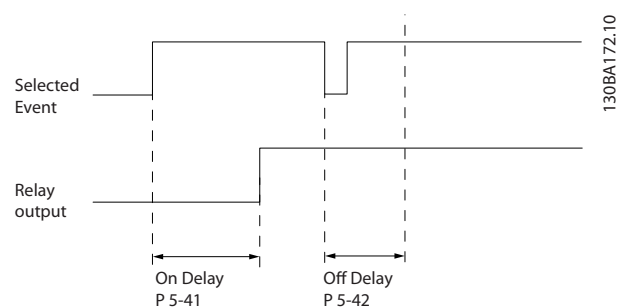 130BA172.10
Selected
Event
Relay
output
On Delay
P 5-41
Off Delay
P 5-42